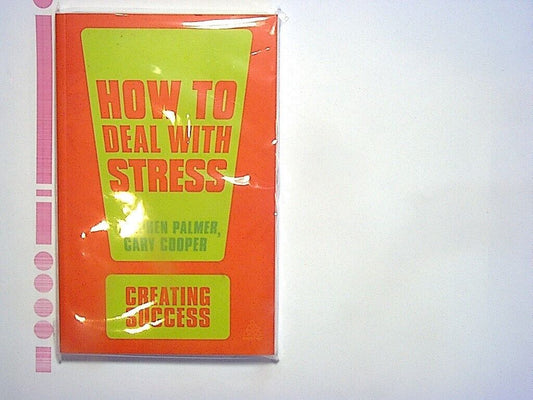 HOW TO
DEAL WITH
STRESS
PALMER,
CARY COOPER
CREATING
SUCCESS